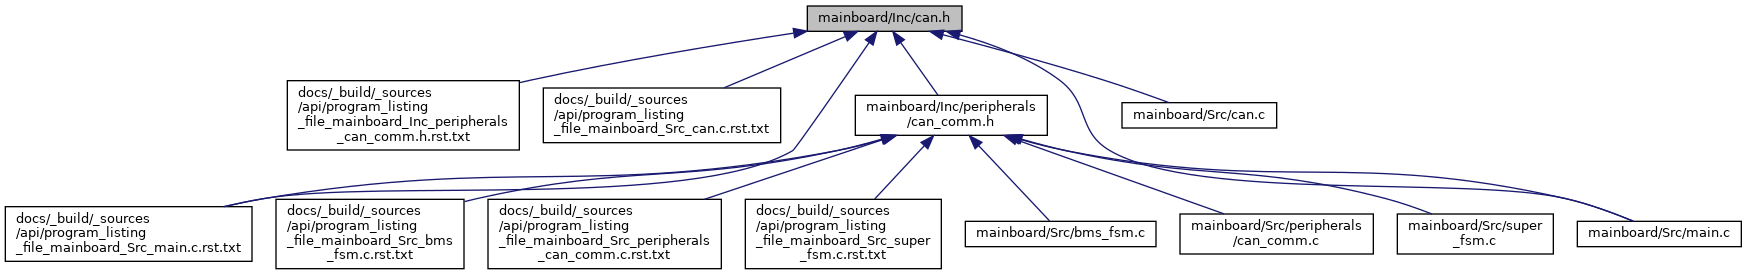 mainboard/Inc/can.h
docs/_build/_sources
/api/program_listing
_file_mainboard_Inc_peripherals
_can_comm.h.rst.txt
docs/_build/_sources
/api/program_listing
_file_mainboard_Src_can.c.rst.txt
mainboard/Inc/peripherals
/can_comm.h
mainboard/Src/can.c
docs/_build/_sources
/api/program_listing
_file_mainboard_Src_main.c.rst.txt
docs/_build/_sources
/api/program_listing
_file_mainboard_Src_bms
_fsm.c.rst.txt
docs/_build/_sources
/api/program_listing
_file_mainboard_Src_peripherals
_can_comm.c.rst.txt
docs/_build/_sources
/api/program_listing
_file_mainboard_Src_super
_fsm.c.rst.txt
mainboard/Src/bms_fsm.c
mainboard/Src/peripherals
/can_comm.c
mainboard/Src/super
_fsm.c
mainboard/Src/main.c